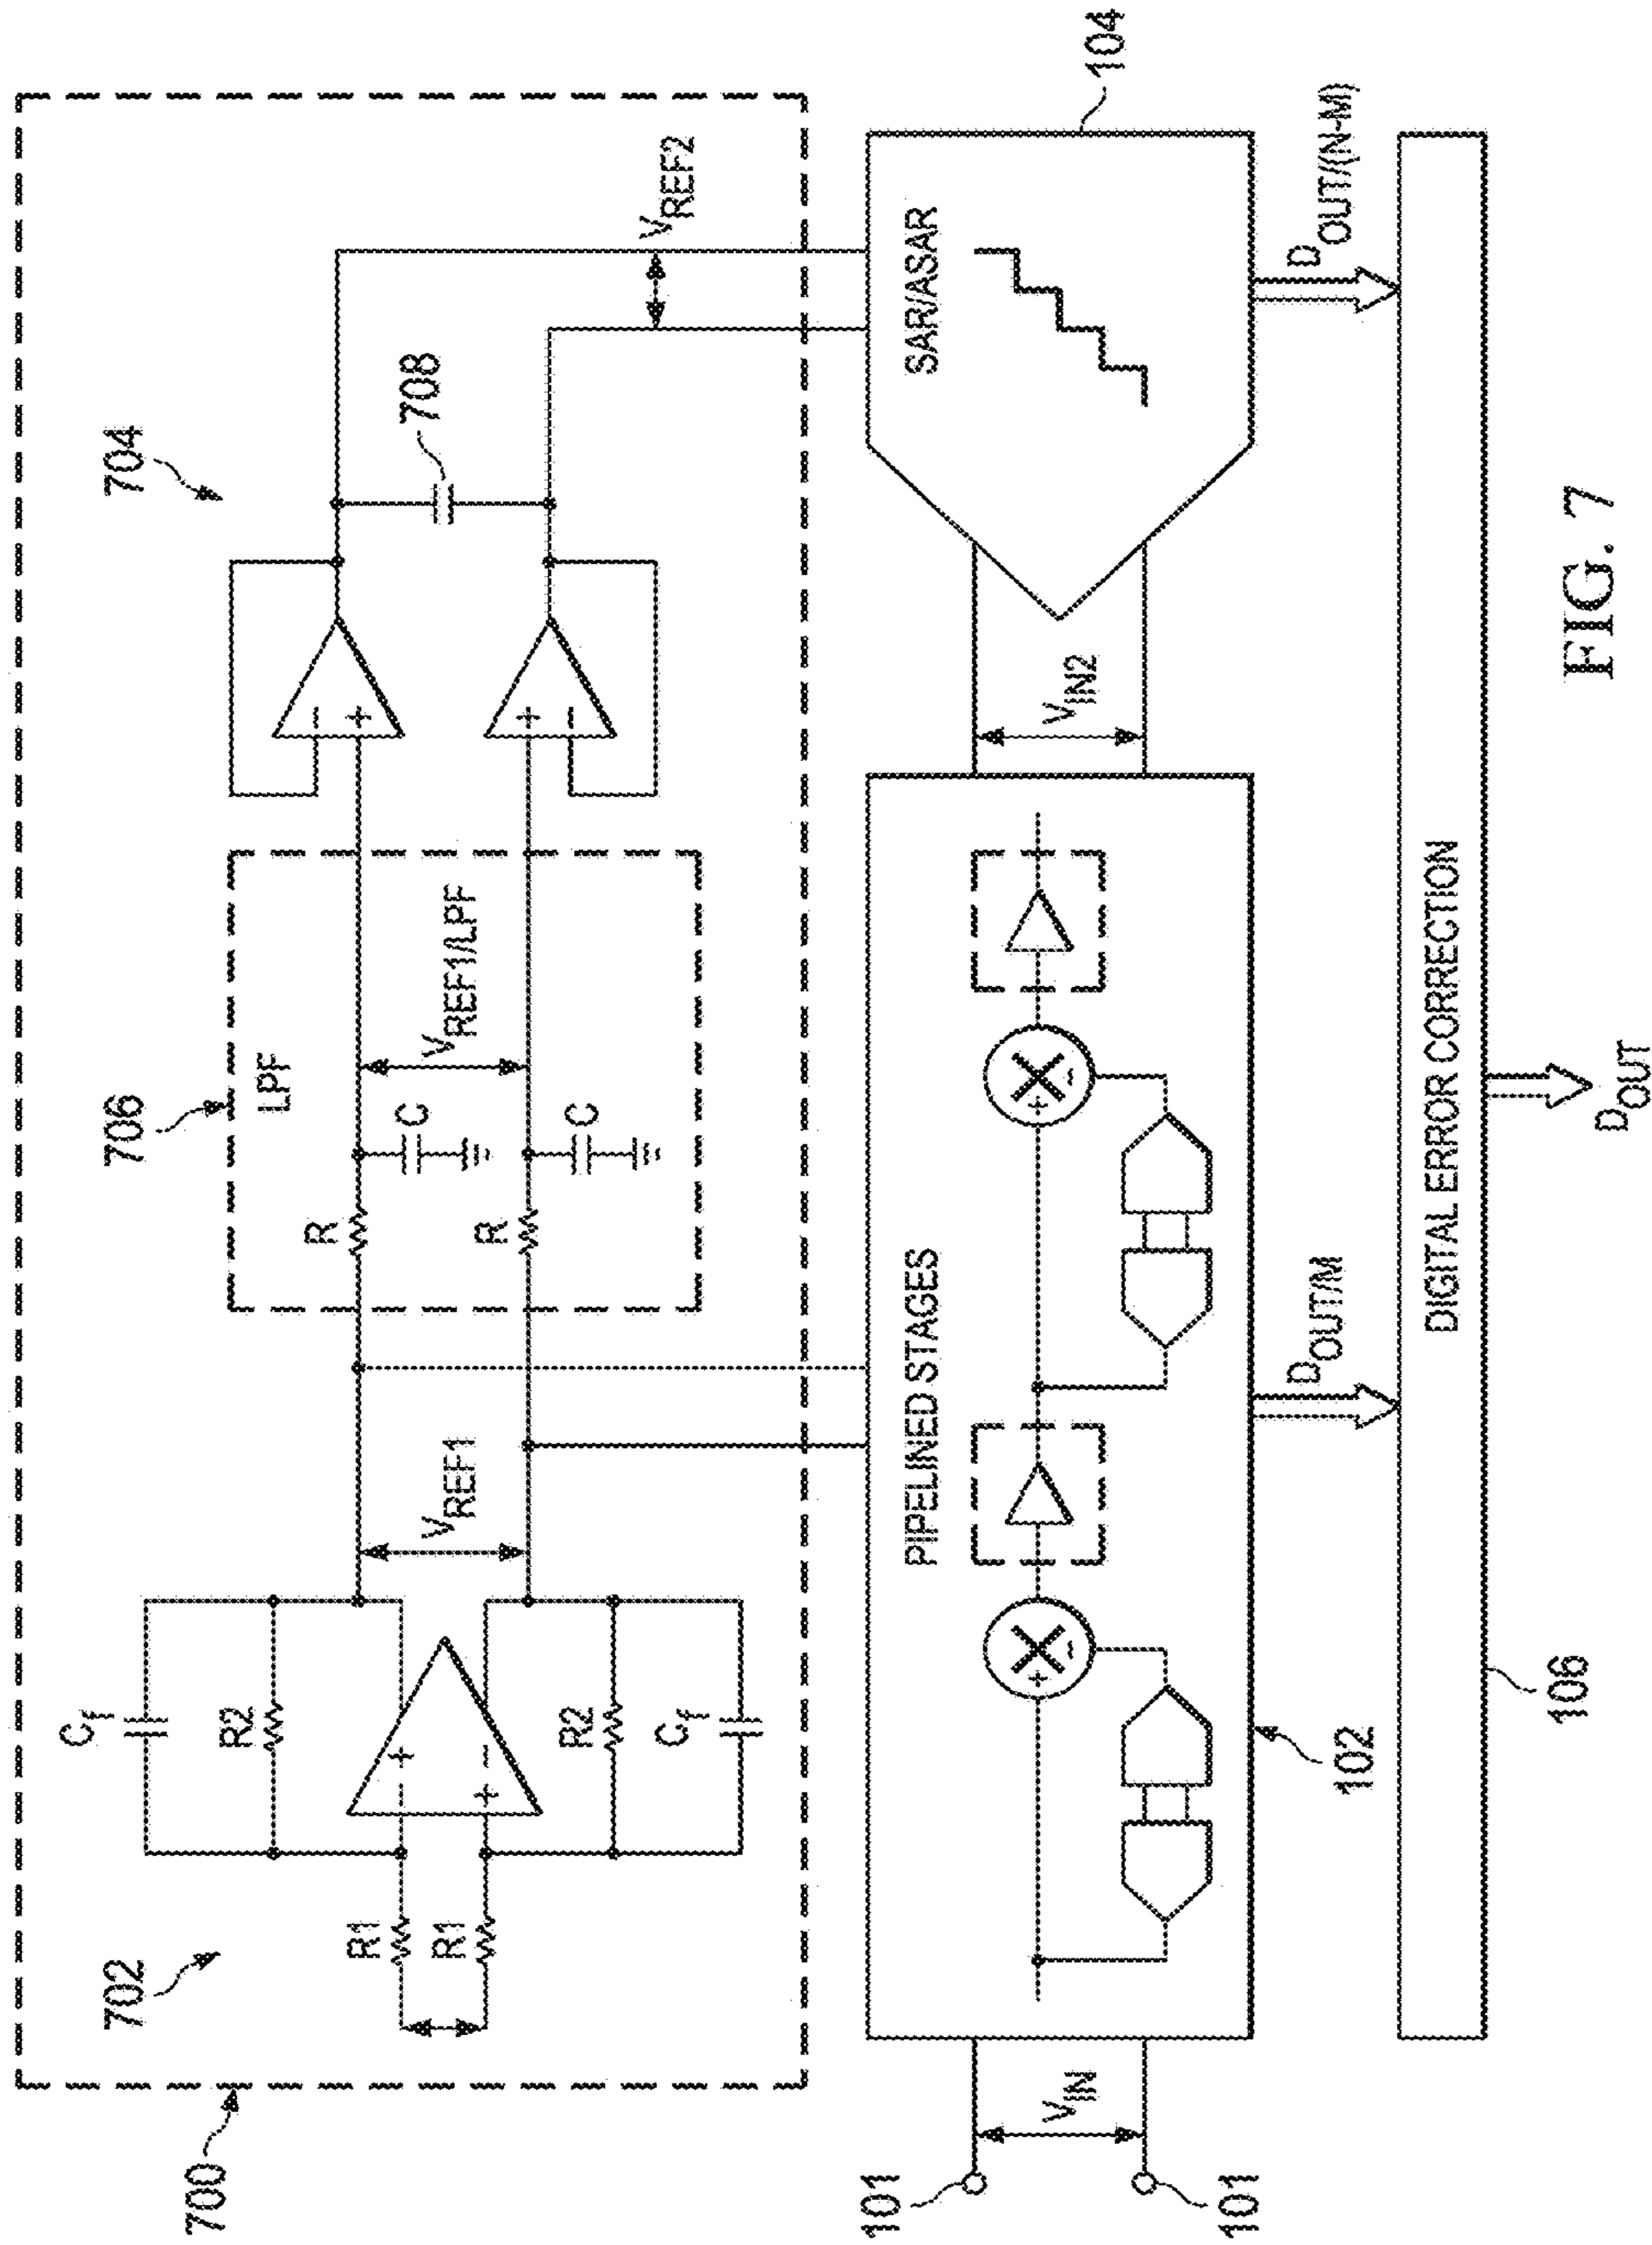 700
702
704
Cf
R2
R1
R1
+
-
-
+
R2
Cf
VREF1
706
LPF
R
C
R
C
VREF1/LPF
-
+
+
-
708
VREF2
101
101
VIN
PIPELINED STAGES
+
-
+
-
102
VIN2
SAR/ASAR
104
DOUT/M
DOUT/(N-M)
DIGITAL ERROR CORRECTION
106
DOUT
FIG. 7